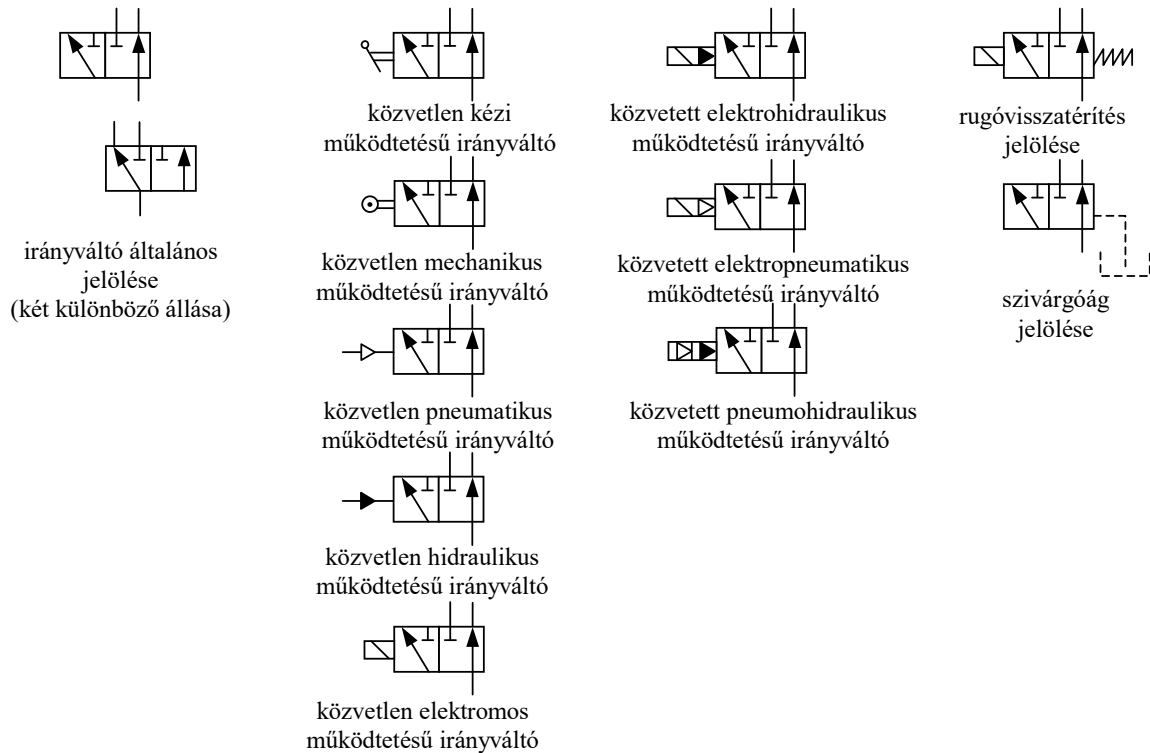 irányváltó általános
jelölése
(két különböző állása)
közvetlen kézi
működtetésű irányváltó
közvetlen mechanikus
működtetésű irányváltó
közvetlen pneumatikus
működtetésű irányváltó
közvetlen hidraulikus
működtetésű irányváltó
közvetlen elektromos
működtetésű irányváltó
közvetett elektrohidraulikus
működtetésű irányváltó
közvetett elektropneumatikus
működtetésű irányváltó
közvetett pneumohidraulikus
működtetésű irányváltó
rugóvisszatérítés
jelölése
szivárgóág
jelölése